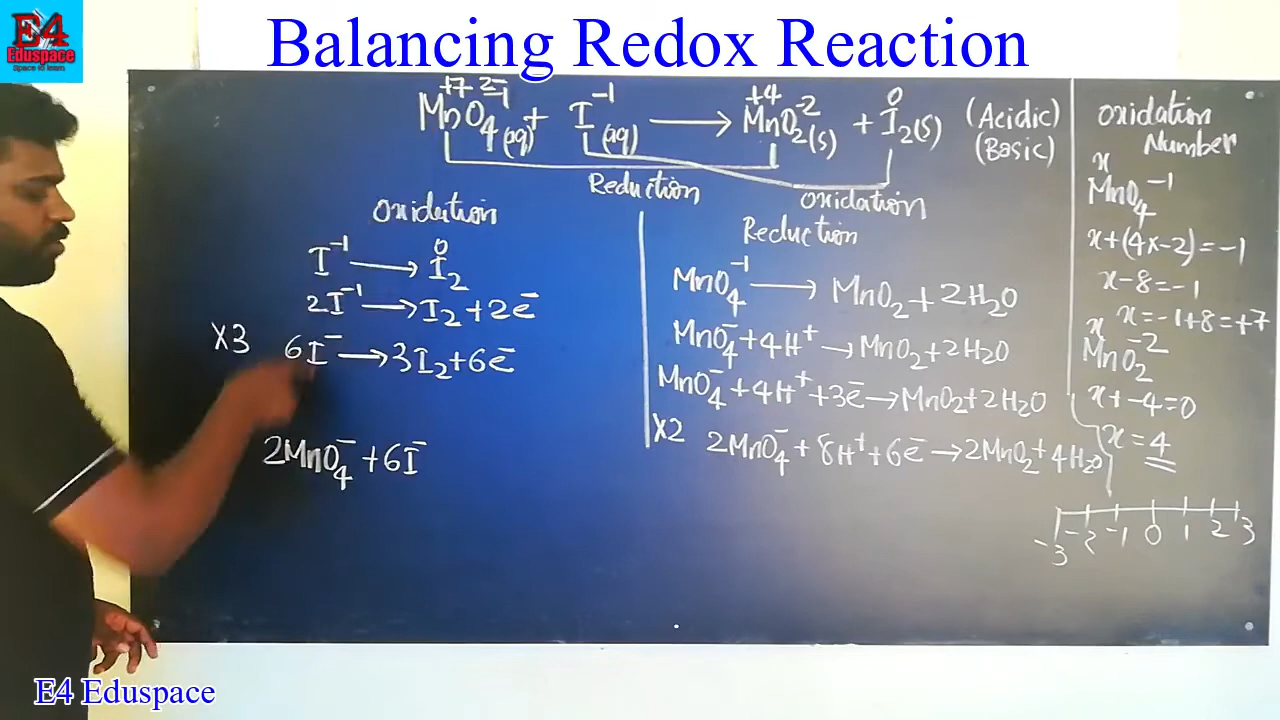 E4
Eduspace
Space to learn
Balancing Redox Reaction
+7 2- -1 -1 +4 -2 0
MnO₄(aq) + I(aq) ⟶ MnO₂(s) + I₂(s) (Acidic)
(Basic)
Reduction
oxidation
Oxidation
I⁻¹ ⟶ I₂ 0
2I⁻¹ ⟶ I₂ + 2e⁻
X3 6I⁻ ⟶ 3I₂ + 6e⁻
2MnO₄⁻ + 6I⁻
Reduction
MnO₄⁻¹ ⟶ MnO₂ + 2H₂O
MnO₄⁻ + 4H⁺ → MnO₂ + 2H₂O
MnO₄⁻ + 4H⁺ + 3e⁻ → MnO₂ + 2H₂O
X2 2MnO₄⁻ + 8H⁺ + 6e⁻ → 2MnO₂ + 4H₂O
oxidation
Number
x
MnO₄⁻¹
x + (4x-2) = -1
x - 8 = -1
x = -1 + 8 = +7
x -2
MnO₂
x + -4 = 0
x = 4
-3 -2 -1 0 1 2 3
E4 Eduspace